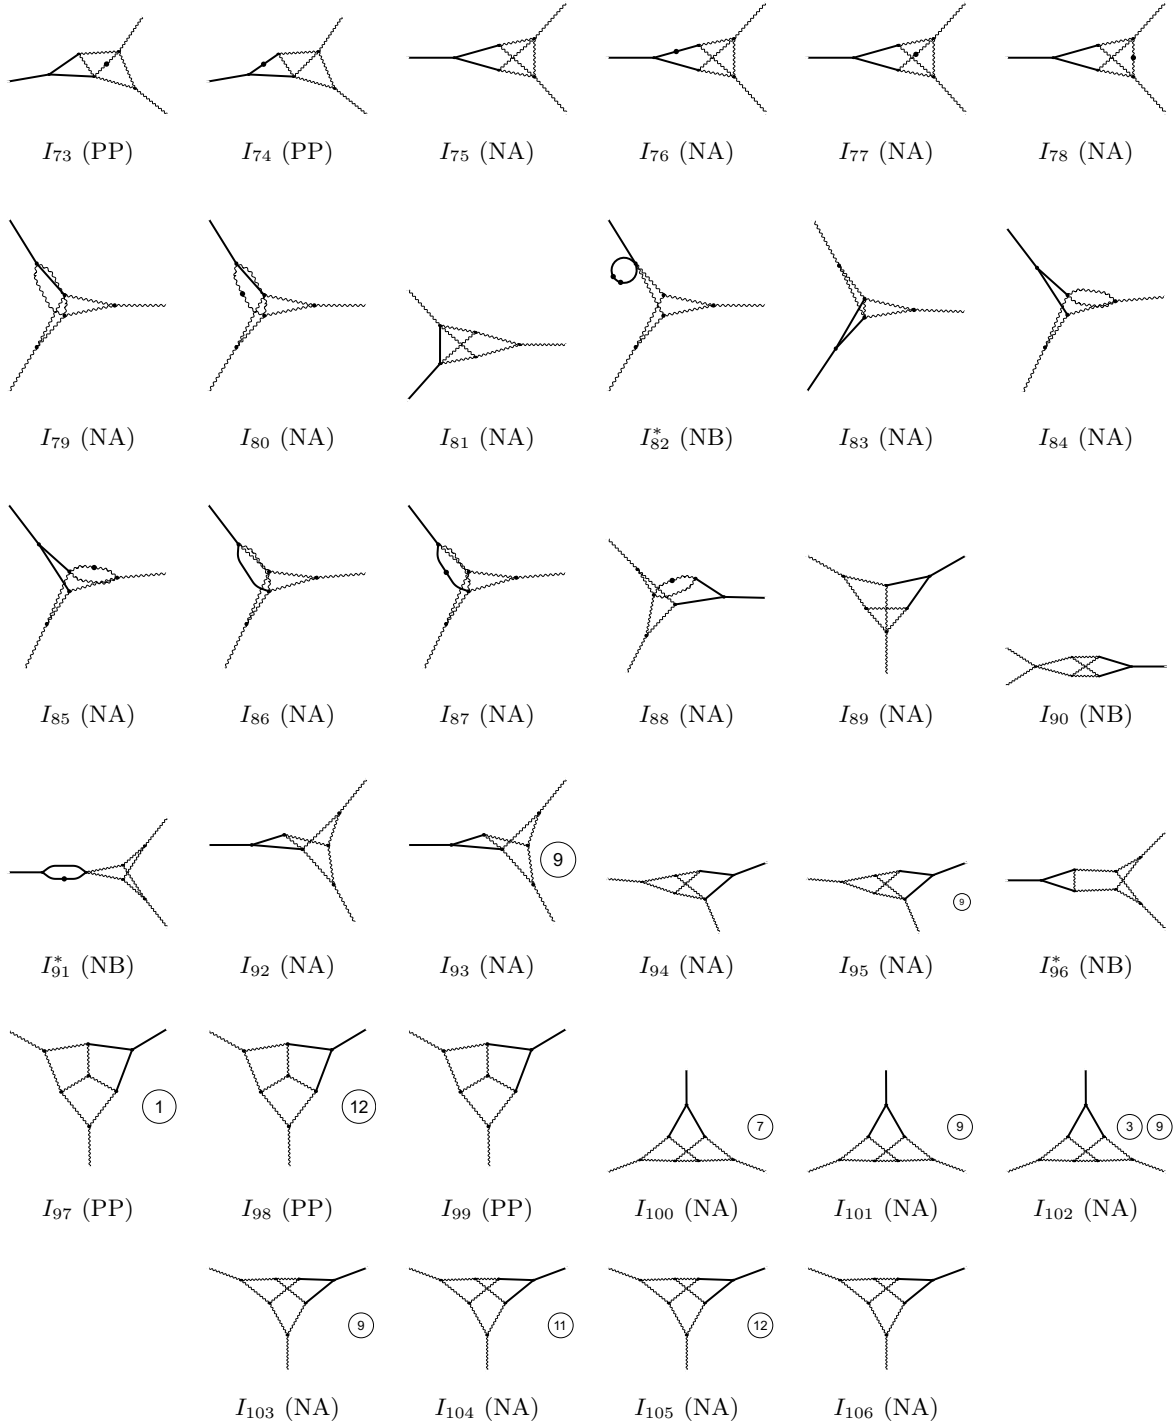 I₇₃ (PP) I₇₄ (PP) I₇₅ (NA) I₇₆ (NA) I₇₇ (NA) I₇₈ (NA)
I₇₉ (NA) I₈₀ (NA) I₈₁ (NA) I*₈₂ (NB) I₈₃ (NA) I₈₄ (NA)
I₈₅ (NA) I₈₆ (NA) I₈₇ (NA) I₈₈ (NA) I₈₉ (NA) I₉₀ (NB)
9 9
I*₉₁ (NB) I₉₂ (NA) I₉₃ (NA) I₉₄ (NA) I₉₅ (NA) I*₉₆ (NB)
1 12 7 9 3 9
I₉₇ (PP) I₉₈ (PP) I₉₉ (PP) I₁₀₀ (NA) I₁₀₁ (NA) I₁₀₂ (NA)
9 11 12
I₁₀₃ (NA) I₁₀₄ (NA) I₁₀₅ (NA) I₁₀₆ (NA)